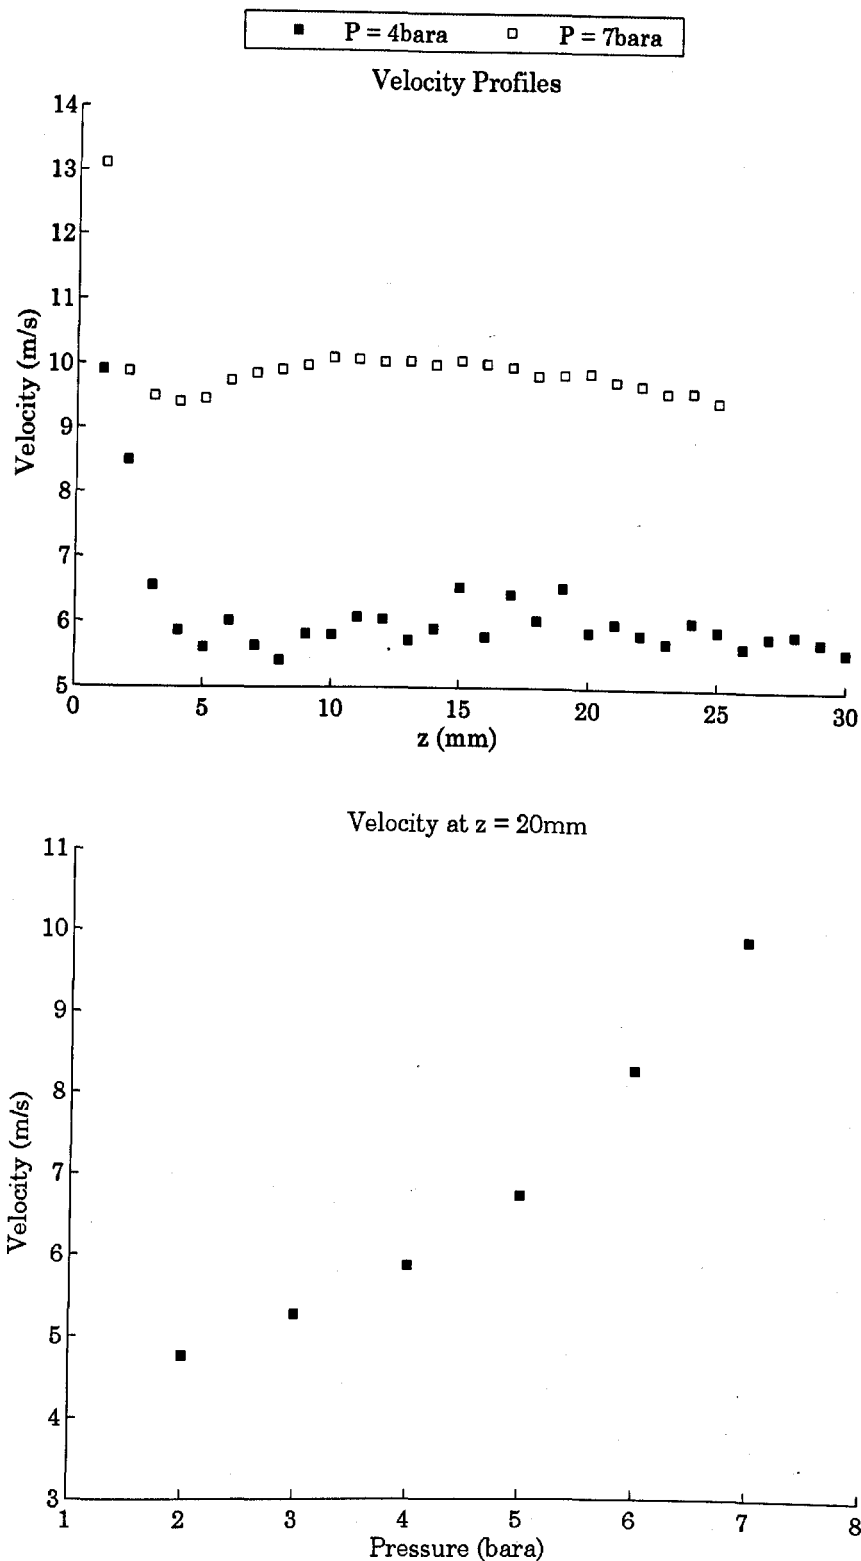 P = 4bara P = 7bara
Velocity Profiles
14
13
12
11
10
9
8
7
6
5
Velocity (m/s)
0 5 10 15 20 25 30
z (mm)
Velocity at z = 20mm
11
10
9
8
7
6
5
4
3
Velocity (m/s)
1 2 3 4 5 6 7 8
Pressure (bara)